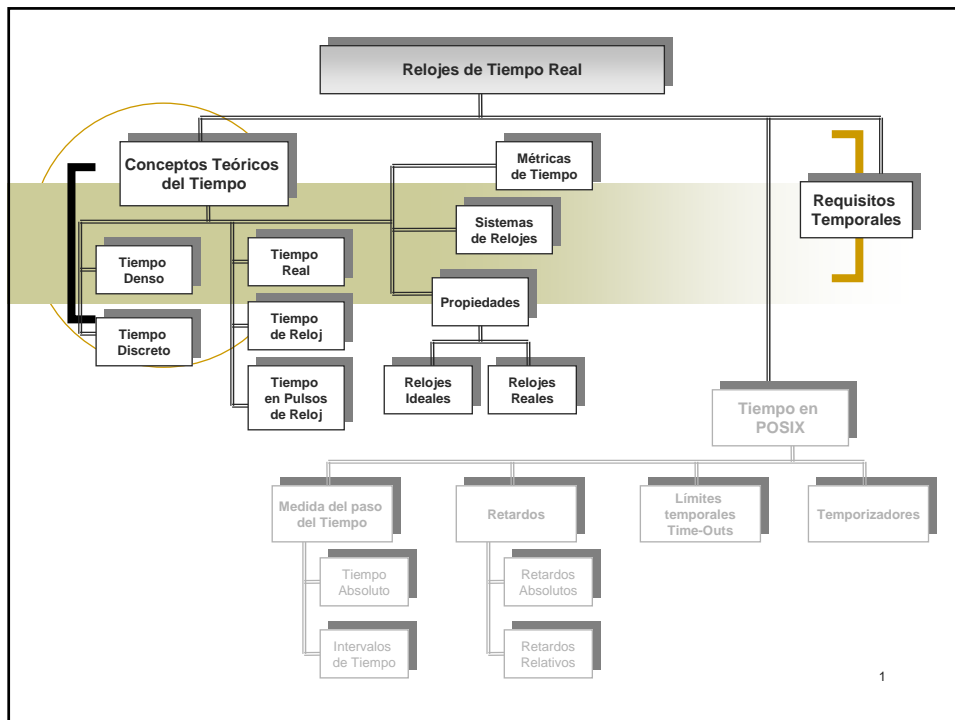 Relojes de Tiempo Real
Conceptos Teóricos
del Tiempo
Métricas
de Tiempo
Requisitos
Temporales
Sistemas
de Relojes
Tiempo
Denso
Tiempo
Real
Propiedades
Tiempo
Discreto
Tiempo
de Reloj
Tiempo
en Pulsos
de Reloj
Relojes
Ideales
Relojes
Reales
Tiempo en
POSIX
Medida del paso
del Tiempo
Retardos
Límites
temporales
Time-Outs
Temporizadores
Tiempo
Absoluto
Retardos
Absolutos
Intervalos
de Tiempo
Retardos
Relativos
1